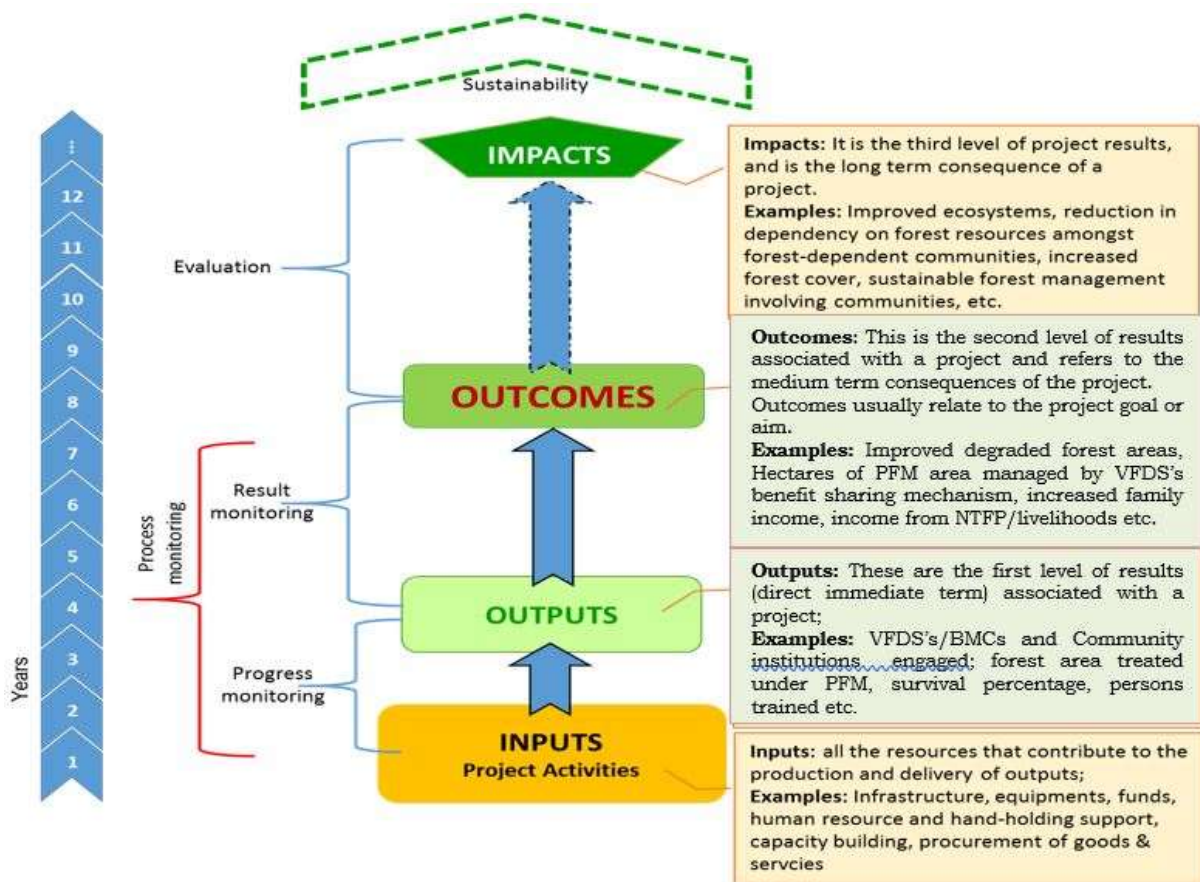 Sustainability
IMPACTS
Impacts: It is the third level of project results,
and is the long term consequence of a
project.
Examples: Improved ecosystems, reduction in
dependency on forest resources amongst
forest-dependent communities, increased
forest cover, sustainable forest management
involving communities, etc.
⋮
12
11
10
9
8
7
6
5
4
3
2
1
Years
Evaluation
OUTCOMES
Outcomes: This is the second level of results
associated with a project and refers to the
medium term consequences of the project.
Outcomes usually relate to the project goal or
aim.
Examples: Improved degraded forest areas,
Hectares of PFM area managed by VFDS's
benefit sharing mechanism, increased family
income, income from NTFP/livelihoods etc.
Process
monitoring
Result
monitoring
OUTPUTS
Outputs: These are the first level of results
(direct immediate term) associated with a
project;
Examples: VFDS's/BMCs and Community
institutions engaged; forest area treated
under PFM, survival percentage, persons
trained etc.
Progress
monitoring
INPUTS
Project Activities
Inputs: all the resources that contribute to the
production and delivery of outputs;
Examples: Infrastructure, equipments, funds,
human resource and hand-holding support,
capacity building, procurement of goods &
servcies